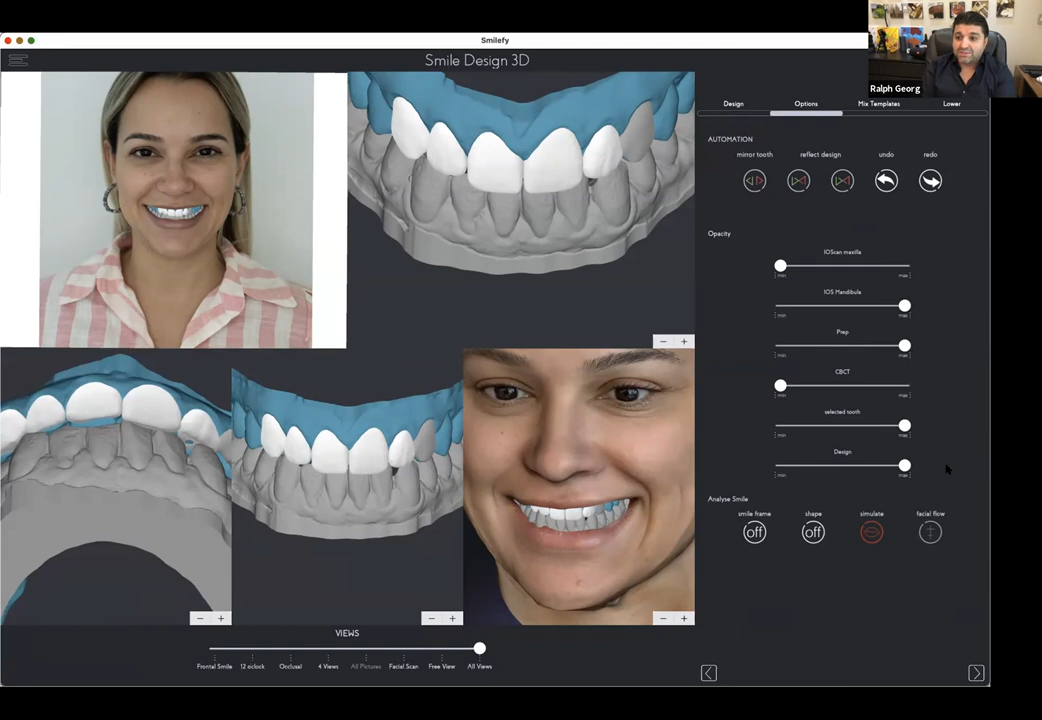 Smilefy
Smile Design 3D
Ralph Georg
Design Options Mix Templates Lower
AUTOMATION
mirror tooth reflect design undo redo
Opacity
IOScan maxilla
min max
IOS Mandibula
min max
Prep
min max
CBCT
min max
selected tooth
min max
Design
min max
Analyse Smile
smile frame shape simulate facial flow
off off
− +
− + − + − +
VIEWS
Frontal Smile 12 o'clock Occlusal 4 Views All Pictures Facial Scan Free View All Views